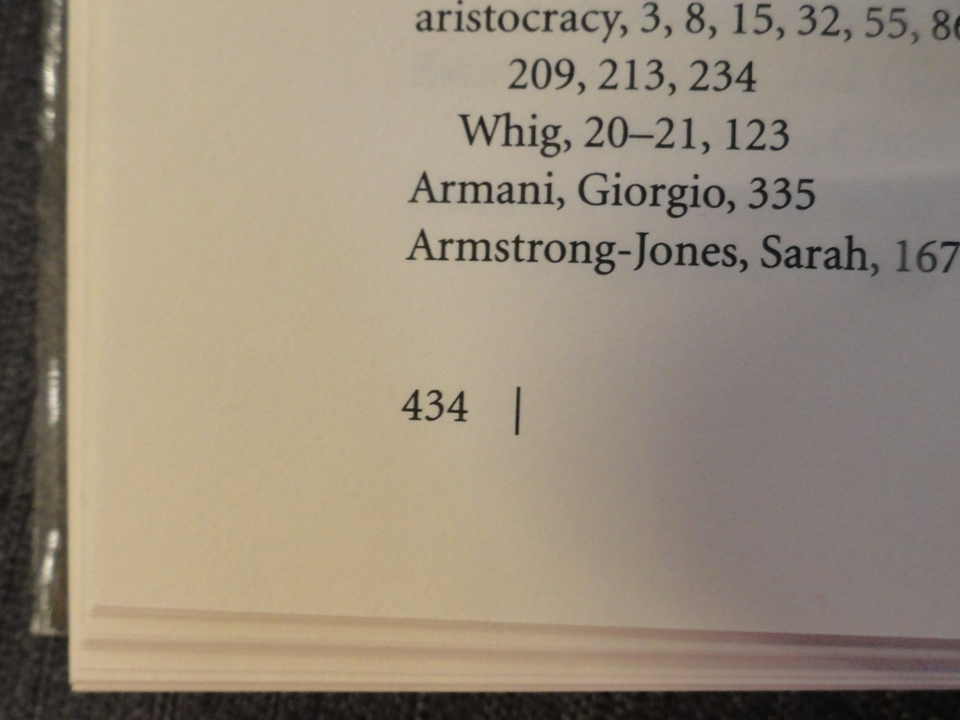 aristocracy, 3, 8, 15, 32, 55,
209, 213, 234
Whig, 20–21, 123
Armani, Giorgio, 335
Armstrong-Jones, Sarah, 167
434 |